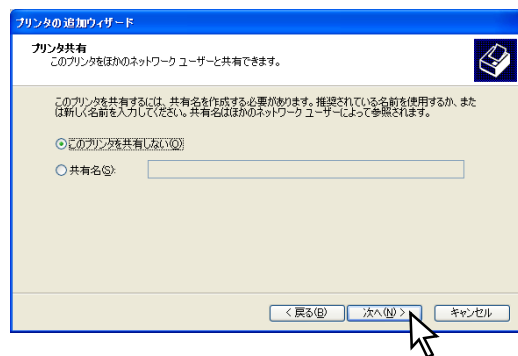 プリンタの追加ウィザード
プリンタ共有
このプリンタをほかのネットワーク ユーザーと共有できます。
このプリンタを共有するには、共有名を作成する必要があります。推奨されている名前を使用するか、また
は新しく名前を入力してください。共有名はほかのネットワーク ユーザーによって参照されます。
このプリンタを共有しない(O)
共有名(S):
< 戻る(B) 次へ(N) > キャンセル